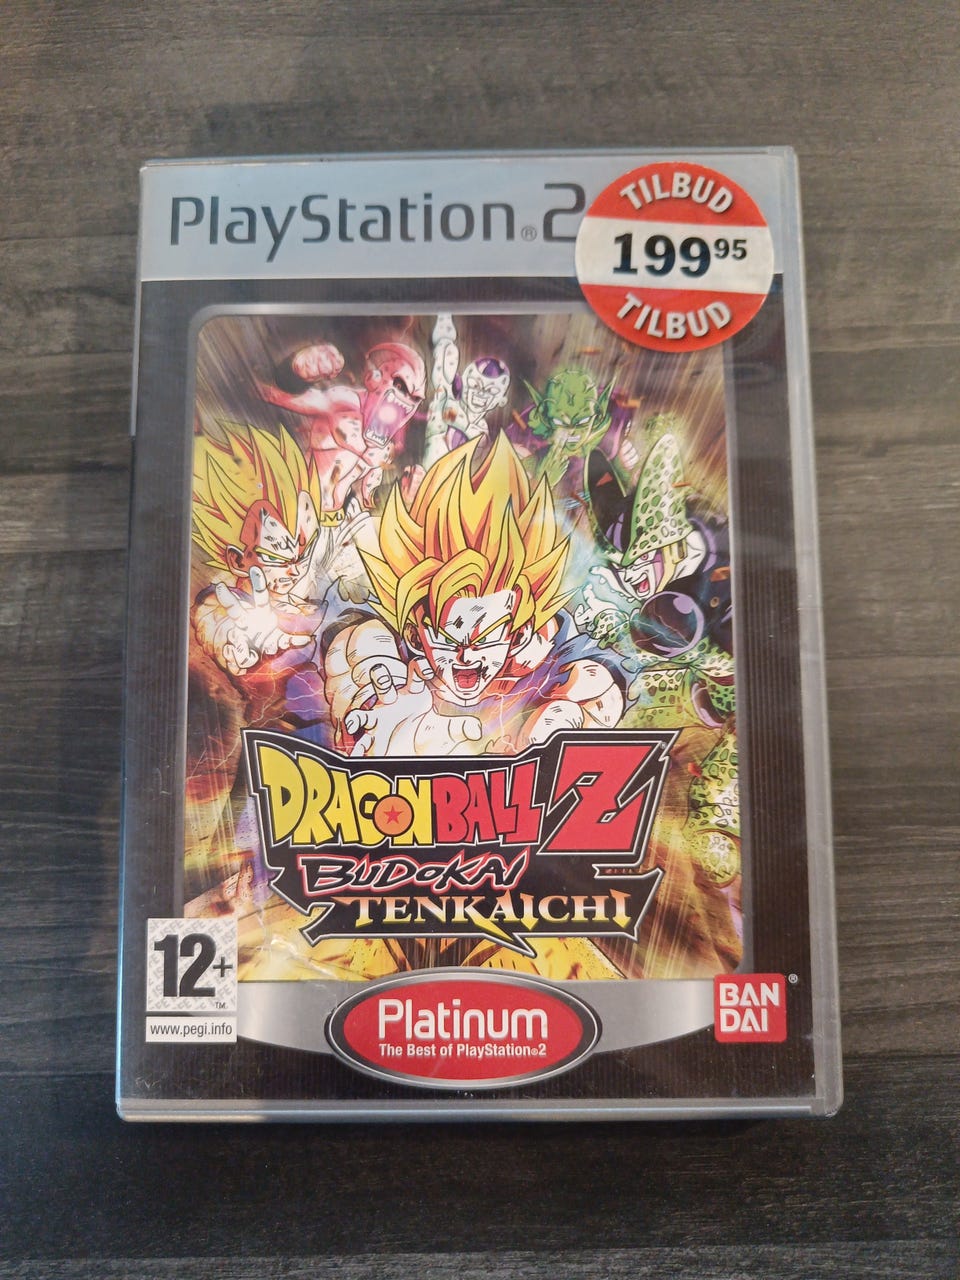 PlayStation®2
TILBUD
199 95
TILBUD
M
DRAGON BALL Z
BUDOKAI
TENKAICHI
12+
TM
www.pegi.info
Platinum
The Best of PlayStation®2
BAN
DAI
®